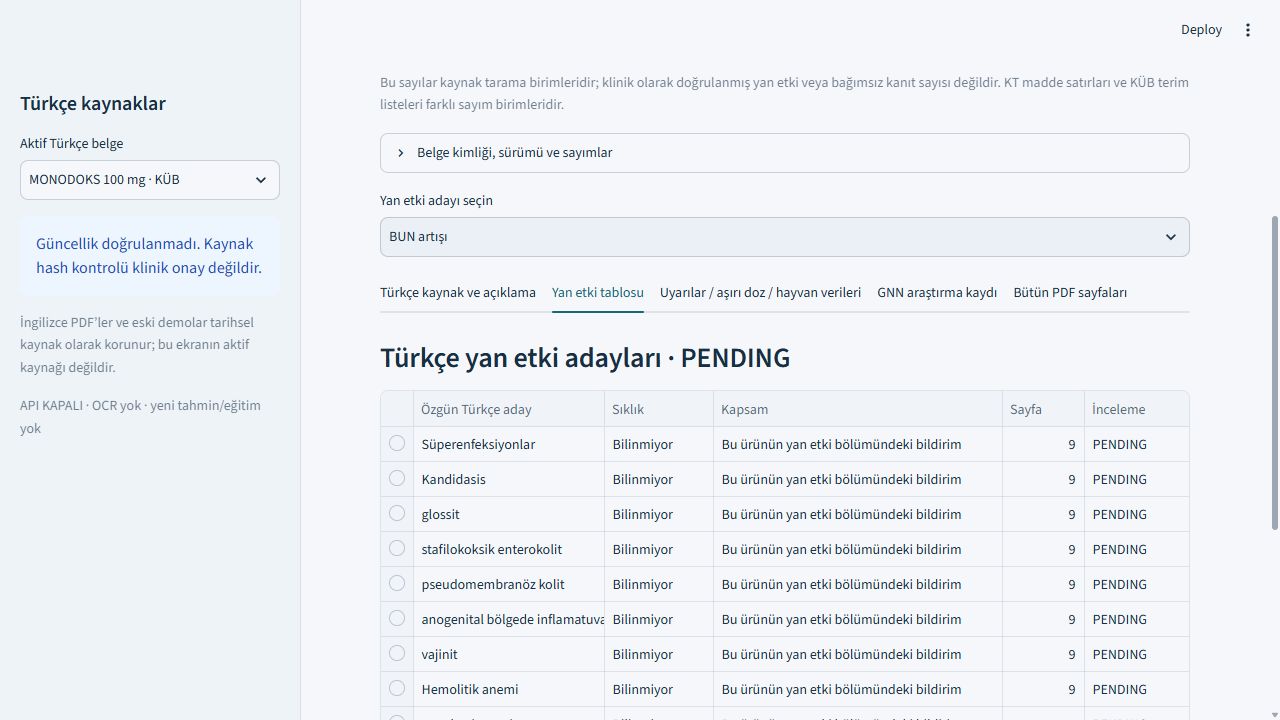 Deploy
Türkçe kaynaklar
Aktif Türkçe belge
MONODOKS 100 mg · KÜB
Güncellik doğrulanmadı. Kaynak
hash kontrolü klinik onay değildir.
İngilizce PDF’ler ve eski demolar tarihsel
kaynak olarak korunur; bu ekranın aktif
kaynağı değildir.
API KAPALI · OCR yok · yeni tahmin/eğitim
yok
Bu sayılar kaynak tarama birimleridir; klinik olarak doğrulanmış yan etki veya bağımsız kanıt sayısı değildir. KT madde satırları ve KÜB terim
listeleri farklı sayım birimleridir.
Belge kimliği, sürümü ve sayımlar
Yan etki adayı seçin
BUN artışı
Türkçe kaynak ve açıklama Yan etki tablosu Uyarılar / aşırı doz / hayvan verileri GNN araştırma kaydı Bütün PDF sayfaları
Türkçe yan etki adayları · PENDING
Özgün Türkçe aday Sıklık Kapsam Sayfa İnceleme
Süperenfeksiyonlar Bilinmiyor Bu ürünün yan etki bölümündeki bildirim 9 PENDING
Kandidasis Bilinmiyor Bu ürünün yan etki bölümündeki bildirim 9 PENDING
glossit Bilinmiyor Bu ürünün yan etki bölümündeki bildirim 9 PENDING
stafilokoksik enterokolit Bilinmiyor Bu ürünün yan etki bölümündeki bildirim 9 PENDING
pseudomembranöz kolit Bilinmiyor Bu ürünün yan etki bölümündeki bildirim 9 PENDING
anogenital bölgede inflamatuva Bilinmiyor Bu ürünün yan etki bölümündeki bildirim 9 PENDING
vajinit Bilinmiyor Bu ürünün yan etki bölümündeki bildirim 9 PENDING
Hemolitik anemi Bilinmiyor Bu ürünün yan etki bölümündeki bildirim 9 PENDING